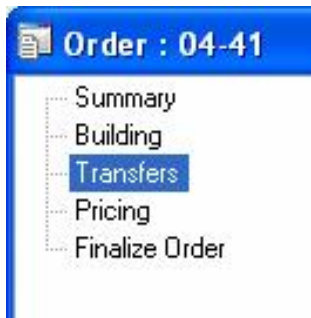 Order : 04-41
Summary
Building
Transfers
Pricing
Finalize Order